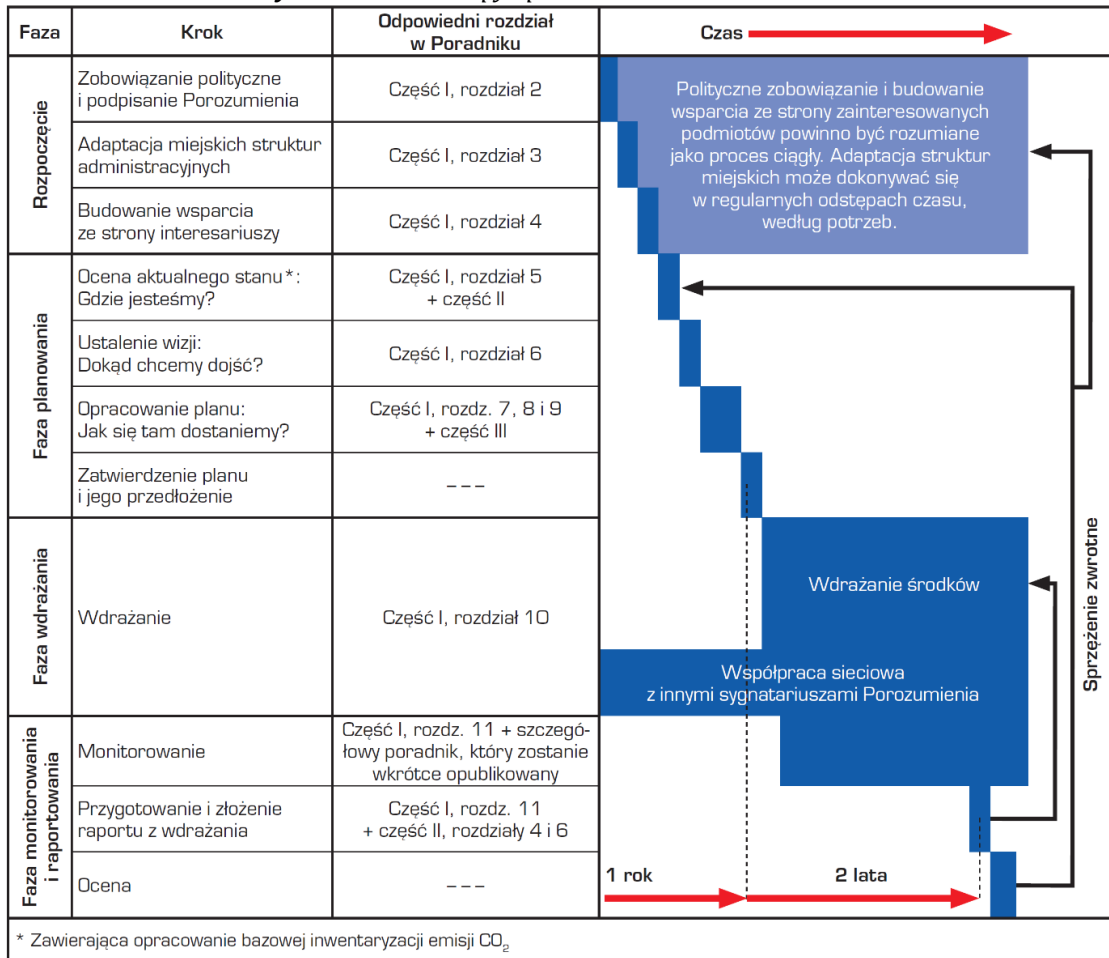 Faza
Krok
Odpowiedni rozdział
w Poradniku
Czas
Rozpoczęcie
Zobowiązanie polityczne
i podpisanie Porozumienia
Część I, rozdział 2
Adaptacja miejskich struktur
administracyjnych
Część I, rozdział 3
Budowanie wsparcia
ze strony interesariuszy
Część I, rozdział 4
Polityczne zobowiązanie i budowanie
wsparcia ze strony zainteresowanych
podmiotów powinno być rozumiane
jako proces ciągły. Adaptacja struktur
miejskich może dokonywać się
w regularnych odstępach czasu,
według potrzeb.
Faza planowania
Ocena aktualnego stanu*:
Gdzie jesteśmy?
Część I, rozdział 5
+ część II
Ustalenie wizji:
Dokąd chcemy dojść?
Część I, rozdział 6
Opracowanie planu:
Jak się tam dostaniemy?
Część I, rozdz. 7, 8 i 9
+ część III
Zatwierdzenie planu
i jego przedłożenie
– – –
Faza wdrażania
Wdrażanie
Część I, rozdział 10
Wdrażanie środków
Współpraca sieciowa
z innymi sygnatariuszami Porozumienia
Sprzężenie zwrotne
Faza monitorowania
i raportowania
Monitorowanie
Część I, rozdz. 11 + szczegó-
łowy poradnik, który zostanie
wkrótce opublikowany
Przygotowanie i złożenie
raportu z wdrażania
Część I, rozdz. 11
+ część II, rozdziały 4 i 6
Ocena
– – –
1 rok
2 lata
* Zawierająca opracowanie bazowej inwentaryzacji emisji CO₂